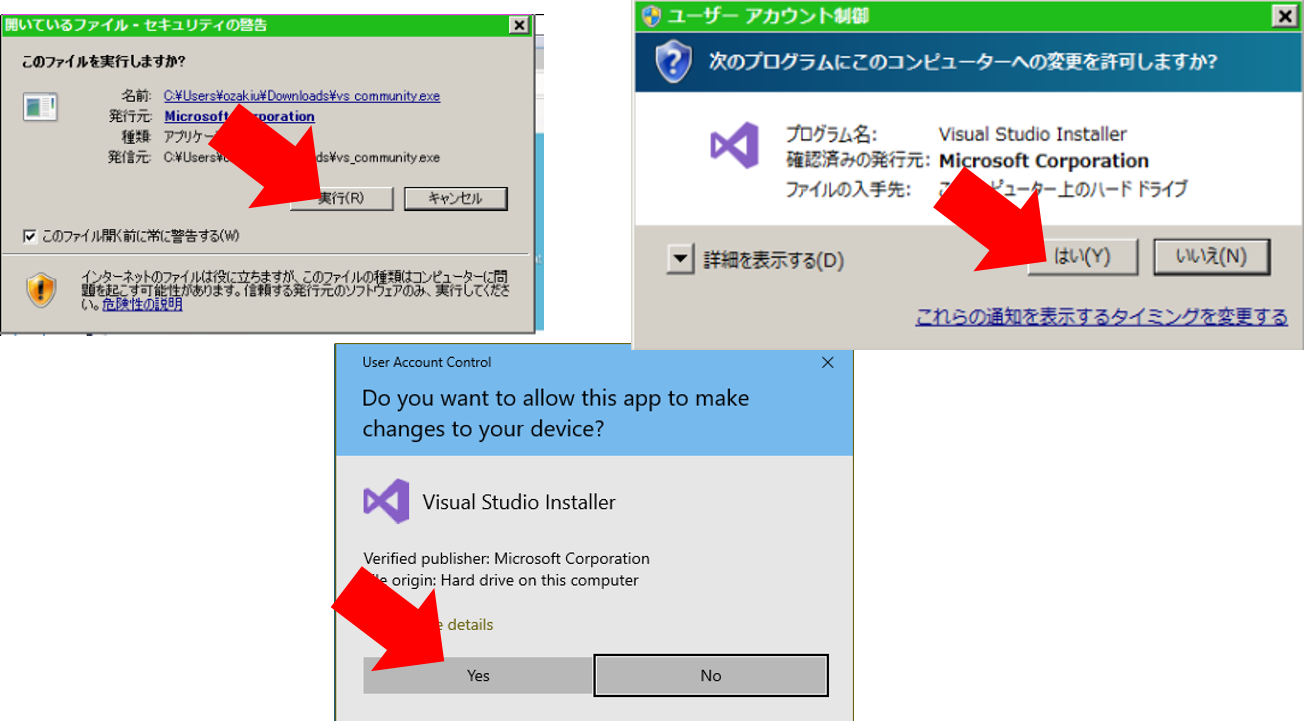 開いているファイル - セキュリティの警告
このファイルを実行しますか?
名前: C:¥Users¥ozakiu¥Downloads¥vs_community.exe
発行元: Microsoft poration
種類: アプリケー
発信元: C:¥Users¥ ds¥vs_community.exe
実行(R) キャンセル
このファイル開く前に常に警告する(W)
インターネットのファイルは役に立ちますが、このファイルの種類はコンピューターに問
題を起こす可能性があります。信頼する発行元のソフトウェアのみ、実行してくださ
い。危険性の説明
ユーザー アカウント制御
次のプログラムにこのコンピューターへの変更を許可しますか?
プログラム名: Visual Studio Installer
確認済みの発行元: Microsoft Corporation
ファイルの入手先: ピューター上のハード ドライブ
詳細を表示する(D) はい(Y) いいえ(N)
これらの通知を表示するタイミングを変更する
User Account Control
Do you want to allow this app to make
changes to your device?
Visual Studio Installer
Verified publisher: Microsoft Corporation
origin: Hard drive on this computer
details
Yes No